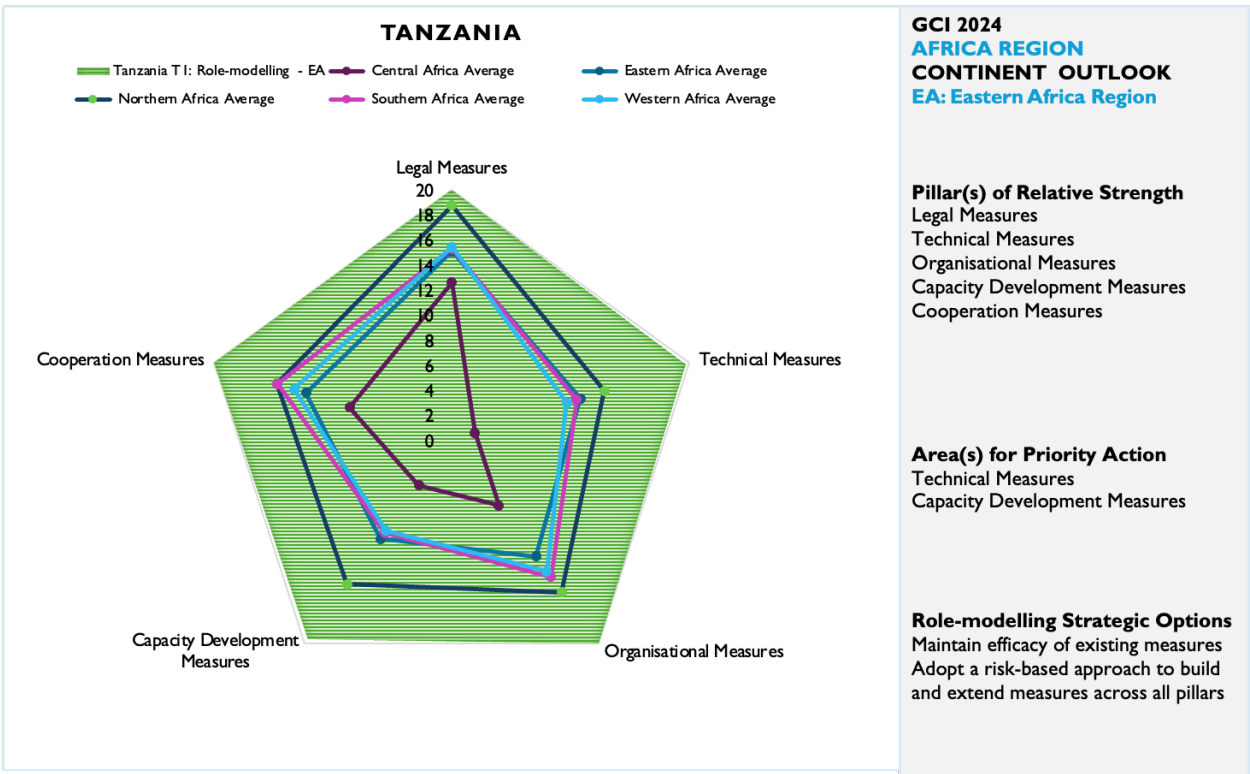 TANZANIA
Tanzania T1: Role-modelling - EA
Central Africa Average
Eastern Africa Average
Northern Africa Average
Southern Africa Average
Western Africa Average
Legal Measures
20
18
16
14
12
10
8
6
4
2
0
Technical Measures
Cooperation Measures
Capacity Development
Measures
Organisational Measures
GCI 2024
AFRICA REGION
CONTINENT OUTLOOK
EA: Eastern Africa Region
Pillar(s) of Relative Strength
Legal Measures
Technical Measures
Organisational Measures
Capacity Development Measures
Cooperation Measures
Area(s) for Priority Action
Technical Measures
Capacity Development Measures
Role-modelling Strategic Options
Maintain efficacy of existing measures
Adopt a risk-based approach to build
and extend measures across all pillars